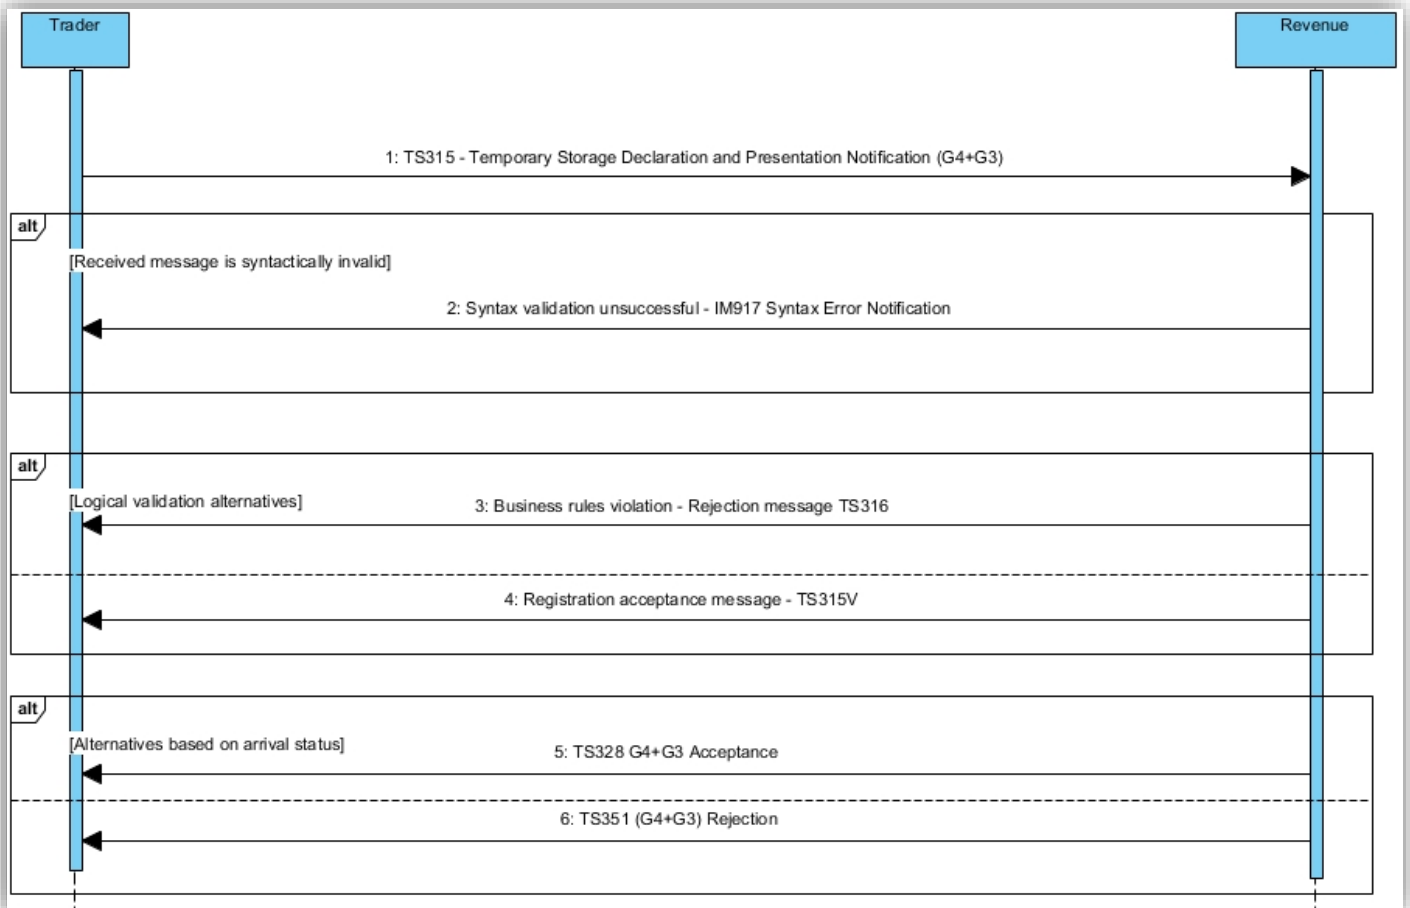 Trader
Revenue
1: TS315 - Temporary Storage Declaration and Presentation Notification (G4+G3)
alt
[Received message is syntactically invalid]
2: Syntax validation unsuccessful - IM917 Syntax Error Notification
alt
[Logical validation alternatives]
3: Business rules violation - Rejection message TS316
4: Registration acceptance message - TS315V
alt
[Alternatives based on arrival status]
5: TS328 G4+G3 Acceptance
6: TS351 (G4+G3) Rejection